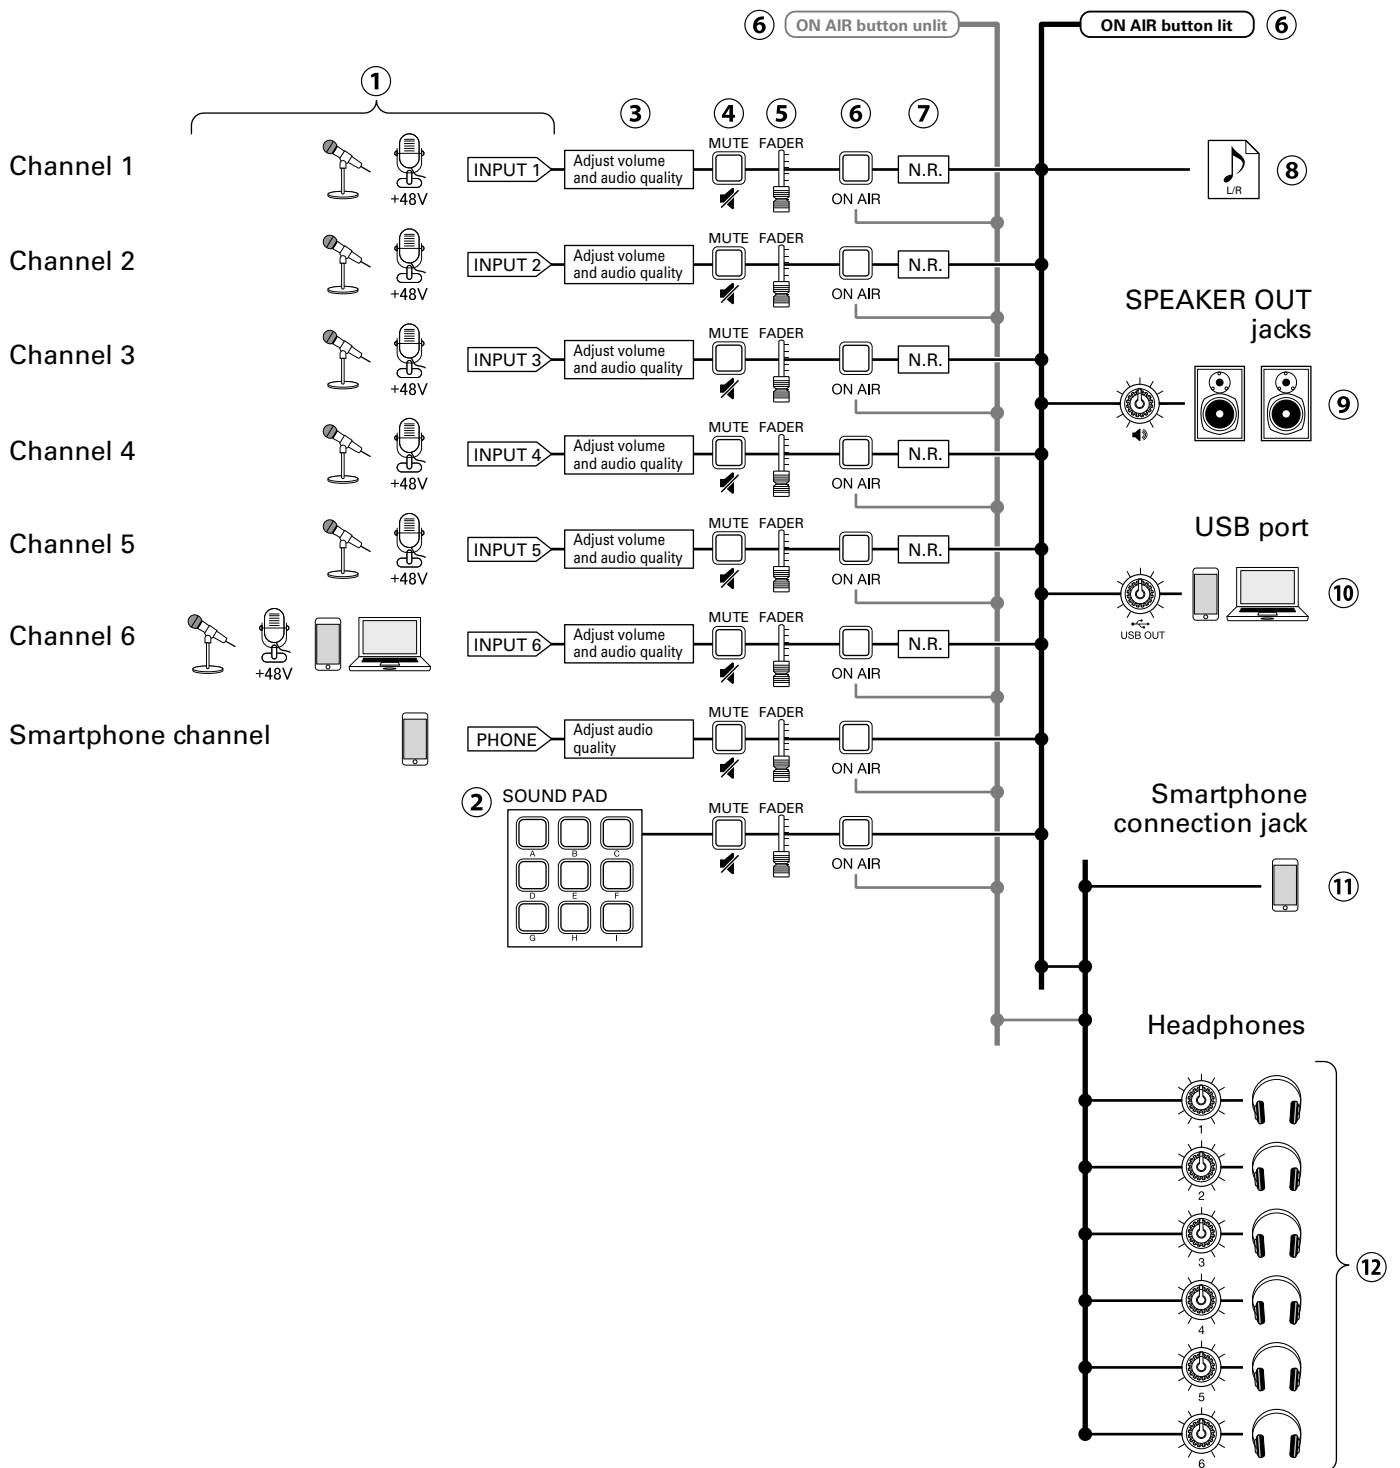 ⑥ ON AIR button unlit
ON AIR button lit ⑥
①
③ ④ ⑤ ⑥ ⑦
MUTE FADER
Channel 1
+48V
INPUT 1
Adjust volume
and audio quality
ON AIR
N.R.
L/R
⑧
MUTE FADER
Channel 2
+48V
INPUT 2
Adjust volume
and audio quality
ON AIR
N.R.
SPEAKER OUT
jacks
⑨
MUTE FADER
Channel 3
+48V
INPUT 3
Adjust volume
and audio quality
ON AIR
N.R.
MUTE FADER
Channel 4
+48V
INPUT 4
Adjust volume
and audio quality
ON AIR
N.R.
USB port
USB OUT
⑩
MUTE FADER
Channel 5
+48V
INPUT 5
Adjust volume
and audio quality
ON AIR
N.R.
MUTE FADER
Channel 6
+48V
INPUT 6
Adjust volume
and audio quality
ON AIR
N.R.
MUTE FADER
Smartphone channel
PHONE
Adjust audio
quality
ON AIR
② SOUND PAD
A B C
D E F
G H I
MUTE FADER
ON AIR
Smartphone
connection jack
⑪
Headphones
1
2
3
4
5
6
⑫